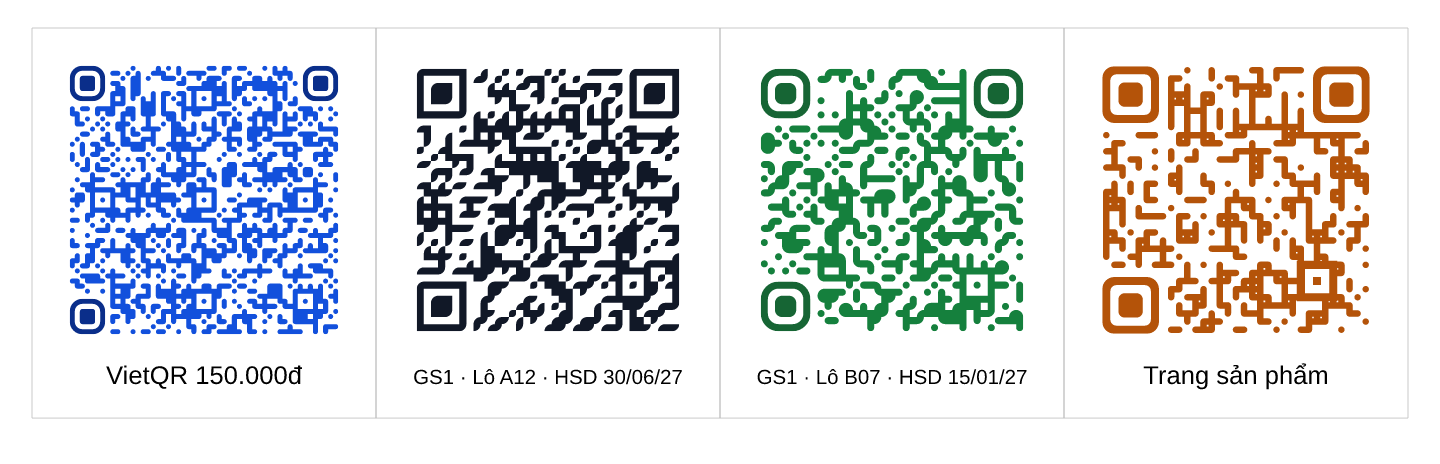 VietQR 150.000đ
GS1 · Lô A12 · HSD 30/06/27
GS1 · Lô B07 · HSD 15/01/27
Trang sản phẩm